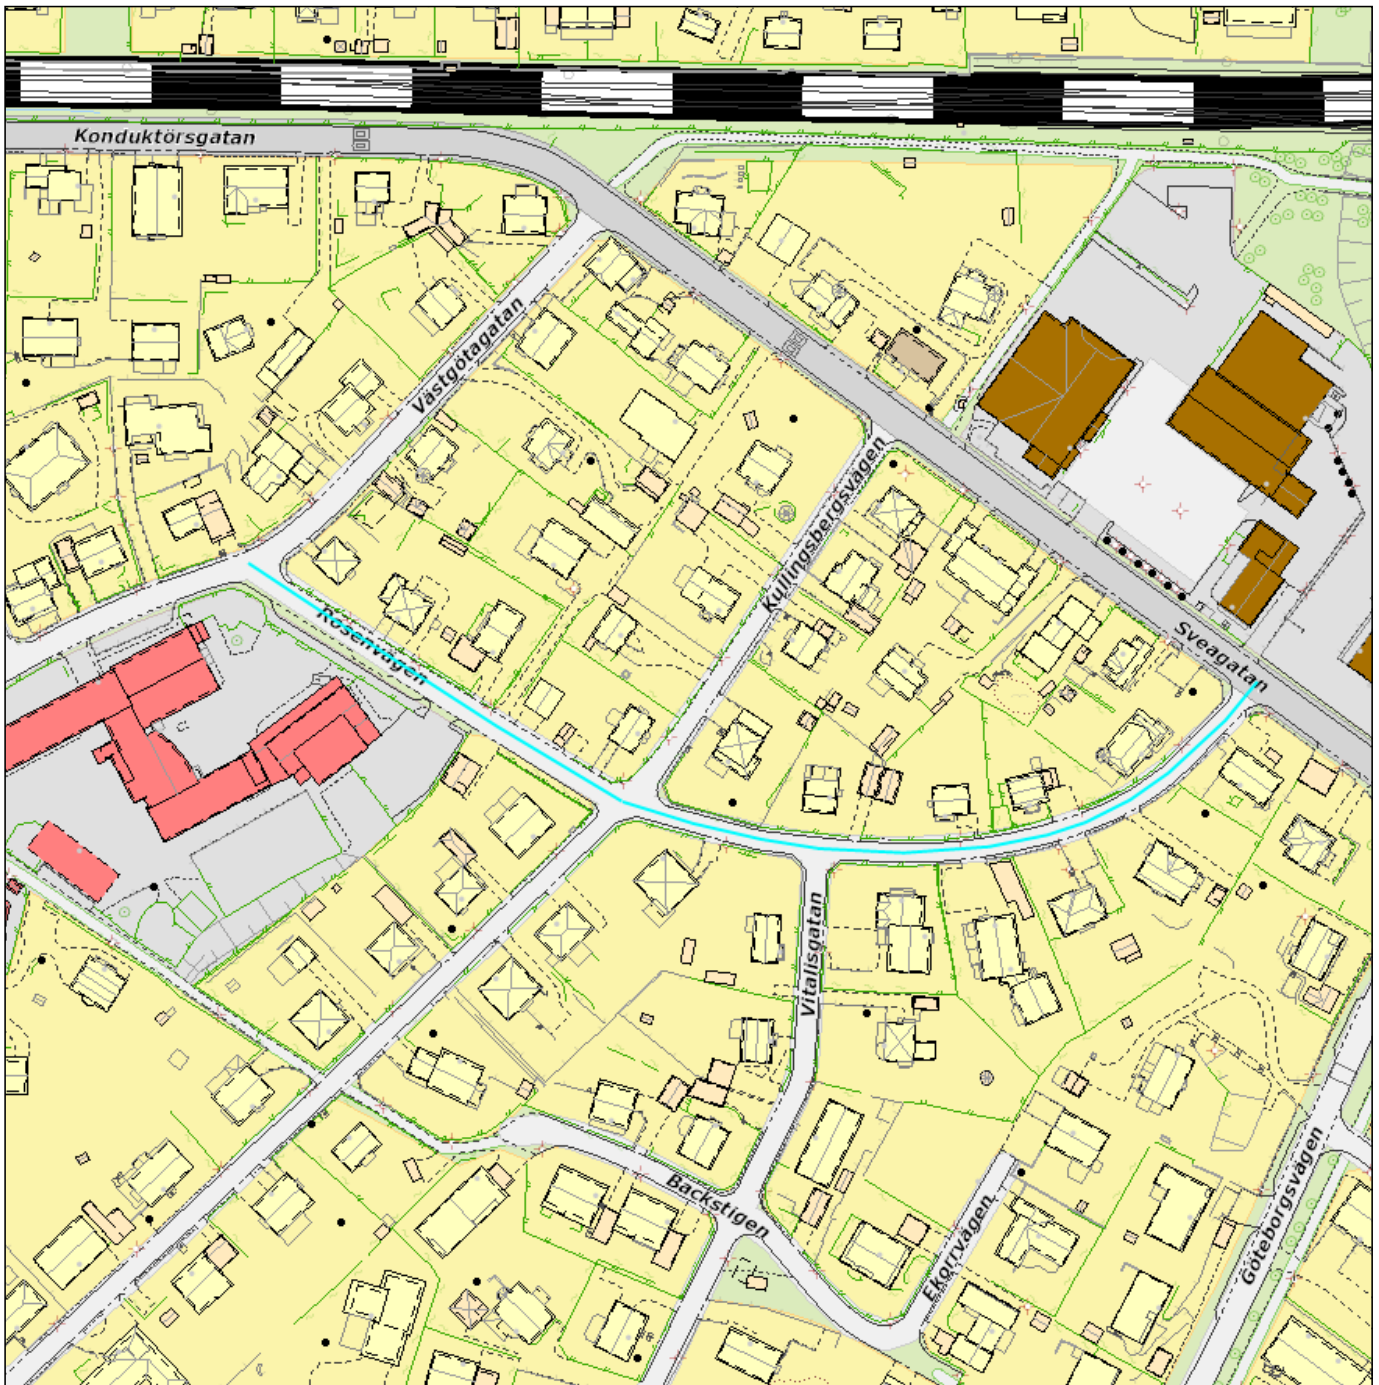 Konduktörsgatan
Västgötagatan
Kullingsbergsvägen
Rosenvägen
Sveagatan
Vitalisgatan
Backstigen
Ekorrvägen
Göteborgsvägen